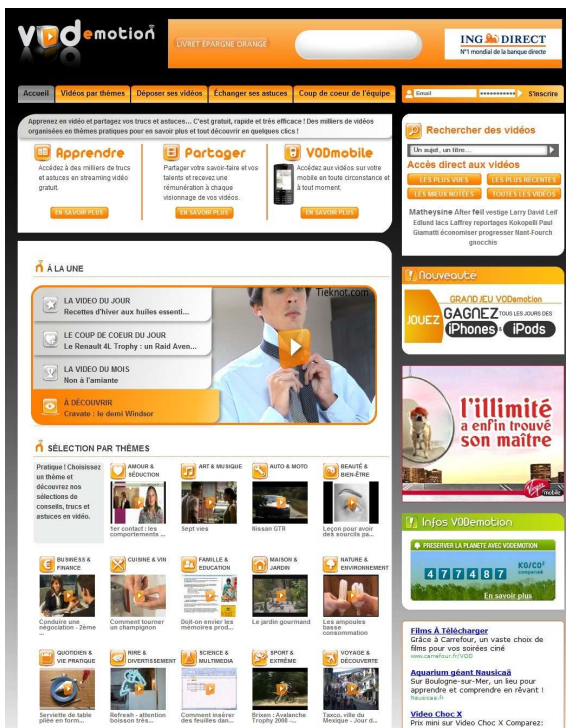 VODemotion
LIVRET ÉPARGNE ORANGE
ING DIRECT
N°1 mondial de la banque directe
Accueil
Vidéos par thèmes
Déposer ses vidéos
Échanger ses astuces
Coup de coeur de l'équipe
Email
S'inscrire
Apprenez en vidéo et partagez vos trucs et astuces... C'est gratuit, rapide et très efficace ! Des milliers de vidéos
organisées en thèmes pratiques pour en savoir plus et tout découvrir en quelques clics !
Apprendre
Accédez à des milliers de trucs
et astuces en streaming vidéo
gratuit.
EN SAVOIR PLUS
Partager
Partager votre savoir-faire et vos
talents et recevez une
rémunération à chaque
visionnage de vos vidéos.
EN SAVOIR PLUS
VODmobile
Accédez aux vidéos sur votre
mobile en toute circonstance et
à tout moment.
EN SAVOIR PLUS
Rechercher des vidéos
Un sujet, un titre...
Accès direct aux vidéos
LES PLUS VUES
LES PLUS RÉCENTES
LES MIEUX NOTÉES
TOUTES LES VIDÉOS
Matheysine After feil vestige Larry David Leif
Edlund lacs Laffrey reportages Kokopelli Paul
Giamatti économiser progresser Nant-Fourch
gnocchis
À LA UNE
LA VIDEO DU JOUR
Recettes d'hiver aux huiles essenti...
LE COUP DE COEUR DU JOUR
Le Renault 4L Trophy : un Raid Aven...
LA VIDEO DU MOIS
Non à l'amiante
À DÉCOUVRIR
Cravate : le demi Windsor
Tieknot.com
Nouveauté
GRAND JEU VODemotion
JOUEZ
GAGNEZ TOUS LES JOURS DES
iPhones & iPods
l'illimité
a enfin trouvé
son maître
Virgin mobile
SÉLECTION PAR THÈMES
Pratique ! Choisissez
un thème et
découvrez nos
sélections de
conseils, trucs et
astuces en vidéo.
AMOUR &
SÉDUCTION
1er contact : les
comportements ...
ART & MUSIQUE
Sept vies
AUTO & MOTO
Nissan GTR
BEAUTÉ &
BIEN-ÊTRE
Leçon pour avoir
des sourcils pa...
BUSINESS &
FINANCE
Conduire une
négociation - 2ème
...
CUISINE & VIN
Comment tourner
un champignon
FAMILLE &
EDUCATION
Doit-on envier les
mémoires prod...
MAISON &
JARDIN
Le jardin gourmand
NATURE &
ENVIRONNEMENT
Les ampoules
basse
consommation
QUOTIDIEN &
VIE PRATIQUE
Serviette de table
pliée en form...
RIRE &
DIVERTISSEMENT
Refresh - attention
boisson très...
SCIENCE &
MULTIMEDIA
Comment insérer
des feuilles dan...
SPORT &
EXTRÊME
Brixen : Avalanche
Trophy 2008 -...
VOYAGE &
DÉCOUVERTE
Taxco, ville du
Mexique - Jour d...
Infos VODemotion
PRESERVER LA PLANETE AVEC VODEMOTION
477487
KG/CO²
compensé
En savoir plus
Films À Télécharger
Grâce à Carrefour, un vaste choix de
films pour vos soirées ciné
www.carrefour.fr/VOD
Aquarium géant Nausicaä
Sur Boulogne-sur-Mer, un lieu pour
apprendre et comprendre en rêvant !
Nausicaa.fr
Video Choc X
Prix mini sur Video Choc X Comparez: